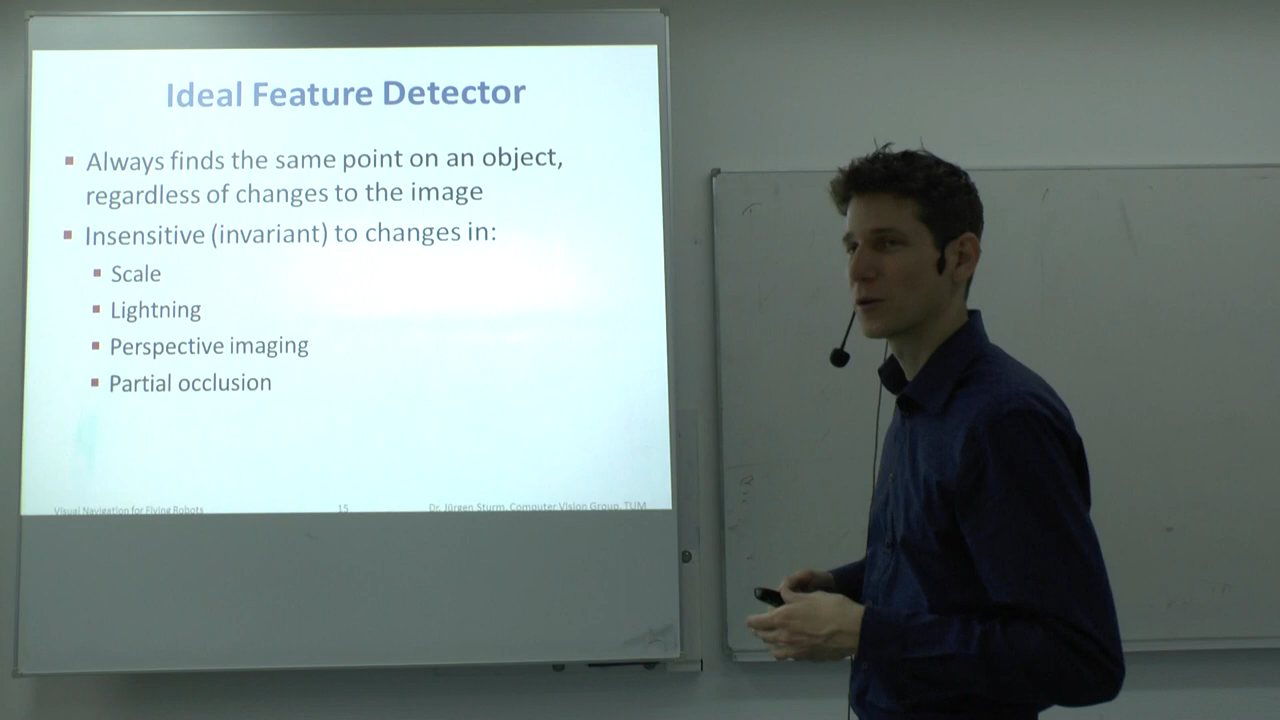 Ideal Feature Detector
▪ Always finds the same point on an object,
regardless of changes to the image
▪ Insensitive (invariant) to changes in:
▪ Scale
▪ Lightning
▪ Perspective imaging
▪ Partial occlusion
Visual Navigation for Flying Robots 15 Dr. Jürgen Sturm, Computer Vision Group, TUM